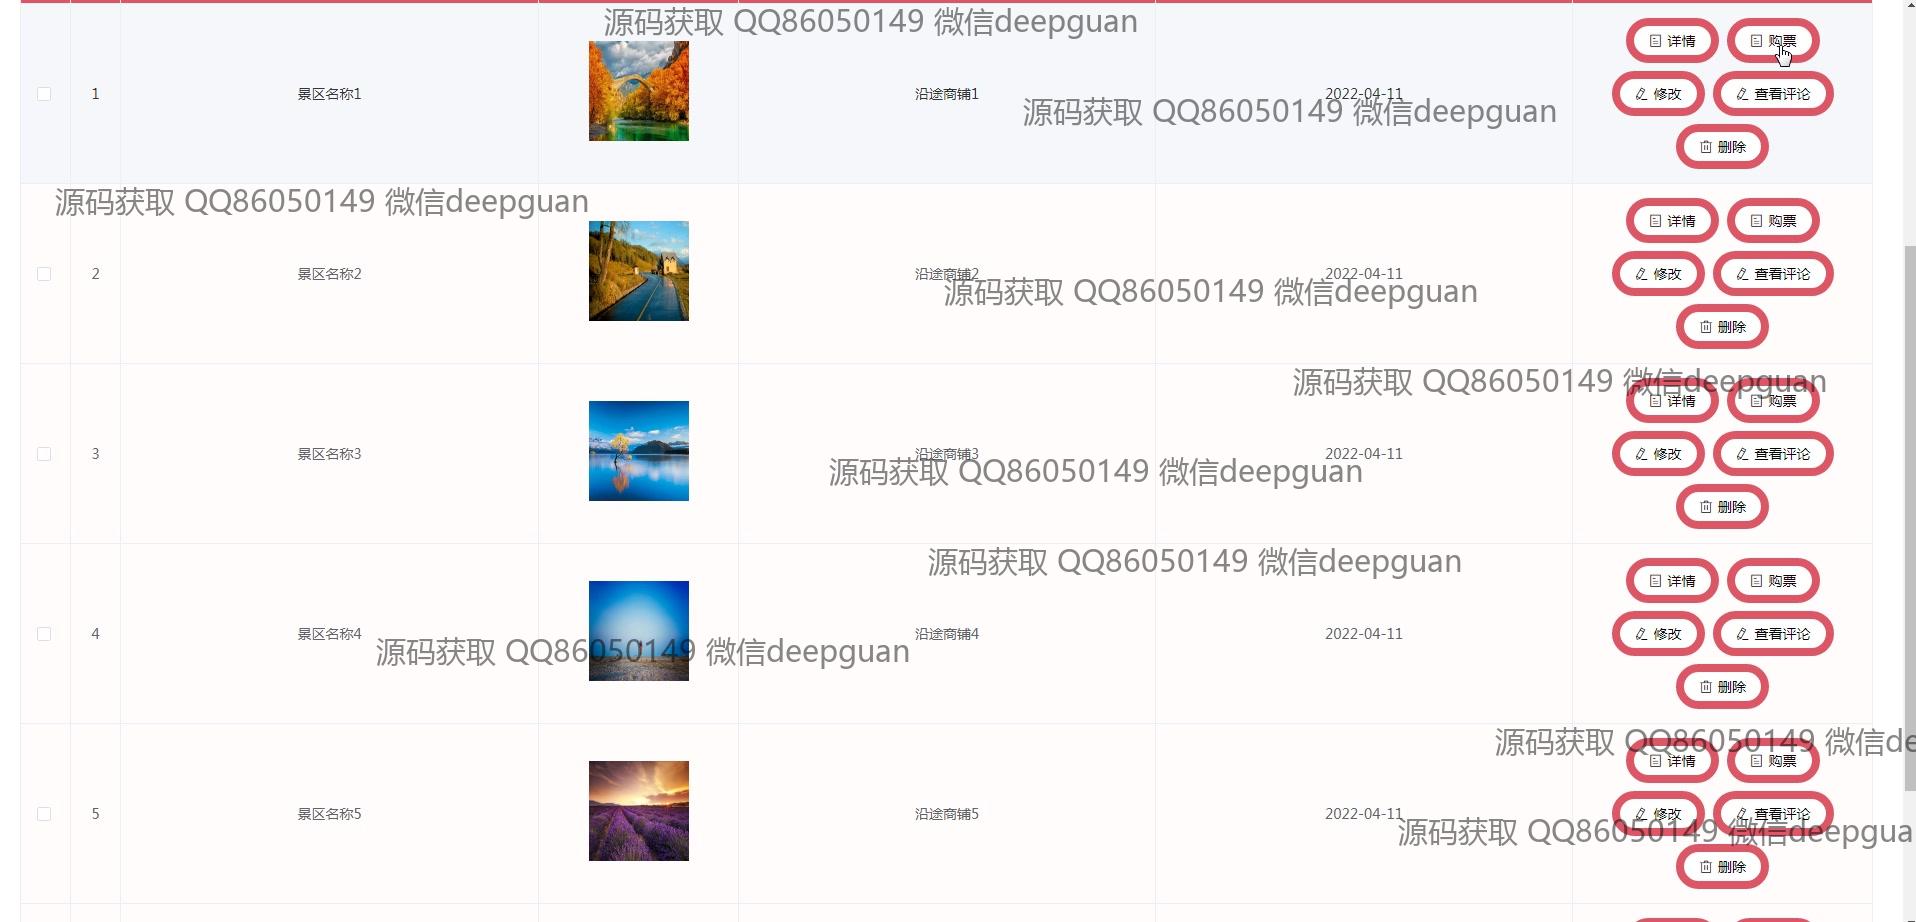 源码获取 QQ86050149 微信deepguan
详情 购票
1 景区名称1 沿途商铺1 2022-04-11 修改 查看评论
源码获取 QQ86050149 微信deepguan
删除
源码获取 QQ86050149 微信deepguan
详情 购票
2 景区名称2 沿途商铺2 2022-04-11 修改 查看评论
源码获取 QQ86050149 微信deepguan
删除
源码获取 QQ86050149 微信deepguan
详情 购票
3 景区名称3 沿途商铺3 2022-04-11 修改 查看评论
源码获取 QQ86050149 微信deepguan
删除
源码获取 QQ86050149 微信deepguan
详情 购票
4 景区名称4 沿途商铺4 2022-04-11 修改 查看评论
源码获取 QQ86050149 微信deepguan
删除
源码获取 QQ86050149 微信de
详情 购票
5 景区名称5 沿途商铺5 2022-04-11 修改 查看评论
源码获取 QQ86050149 微信deepgua
删除